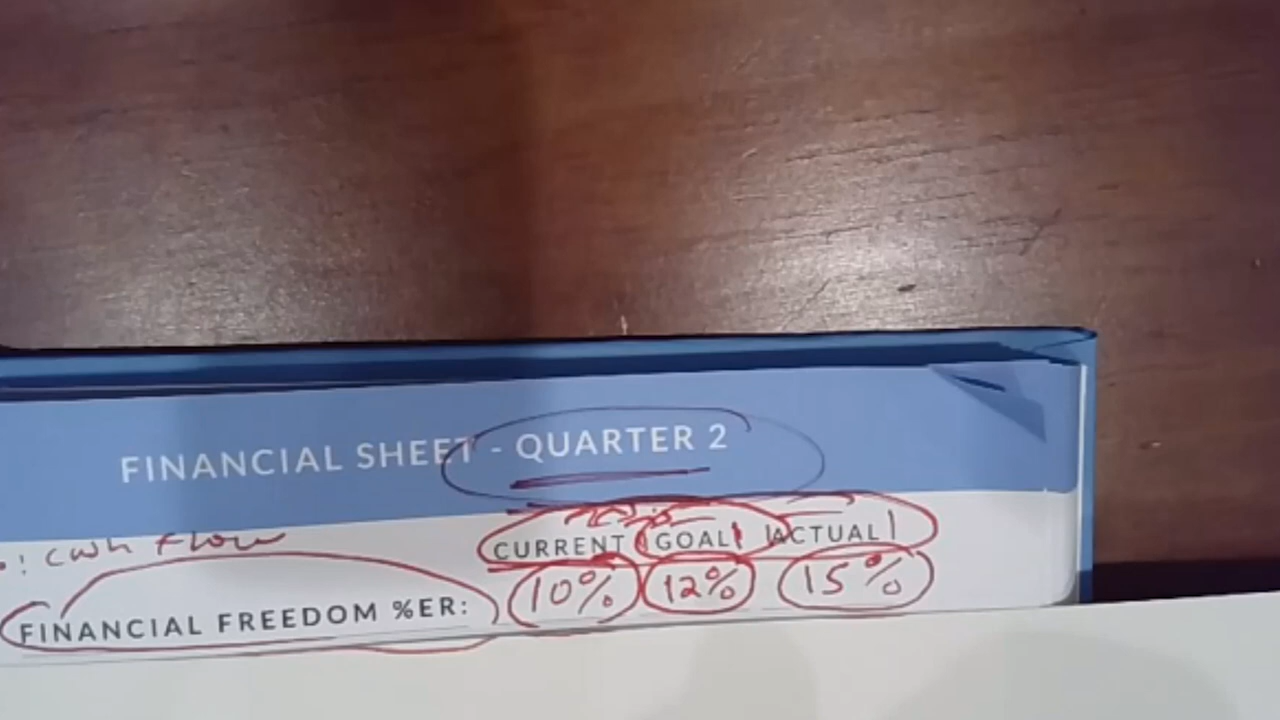 FINANCIAL SHEET - QUARTER 2
: cash flow
CURRENT GOAL ACTUAL
FINANCIAL FREEDOM %ER: 10% 12% 15%